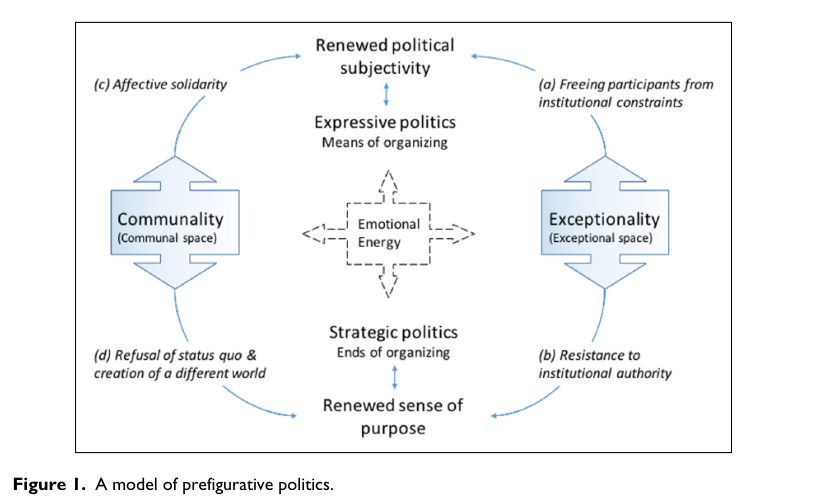 Renewed political
subjectivity
(c) Affective solidarity
(a) Freeing participants from
institutional constraints
Expressive politics
Means of organizing
Communality
(Communal space)
Emotional
Energy
Exceptionality
(Exceptional space)
Strategic politics
Ends of organizing
(d) Refusal of status quo &
creation of a different world
(b) Resistance to
institutional authority
Renewed sense of
purpose
Figure 1. A model of prefigurative politics.